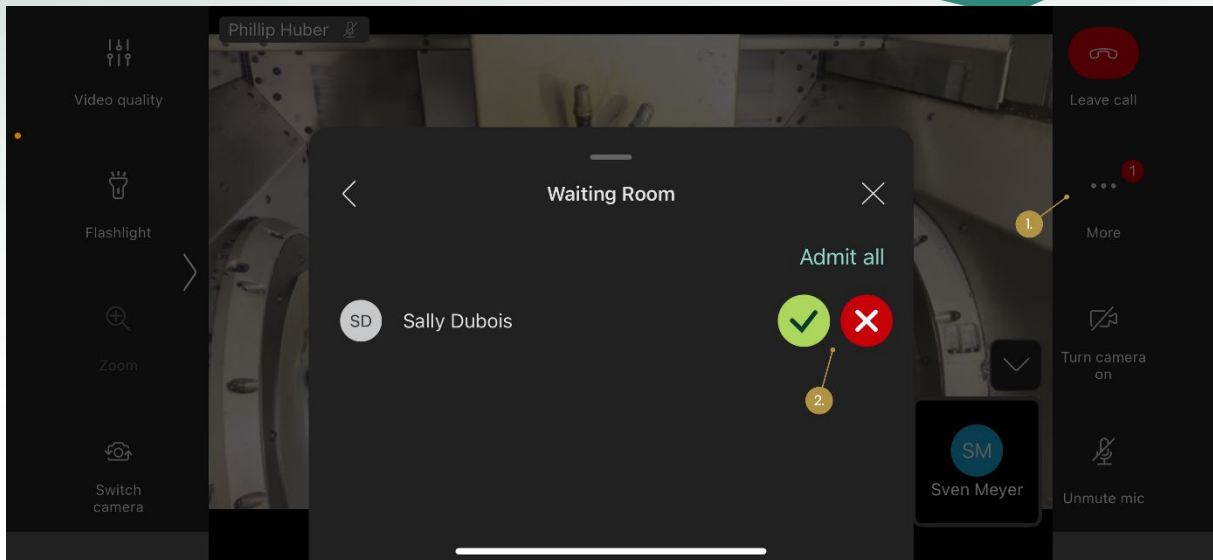 Phillip Huber
Video quality
Leave call
Waiting Room
1
1.
Flashlight
More
Admit all
SD Sally Dubois
Zoom
Turn camera
on
2.
Switch
camera
SM
Sven Meyer
Unmute mic